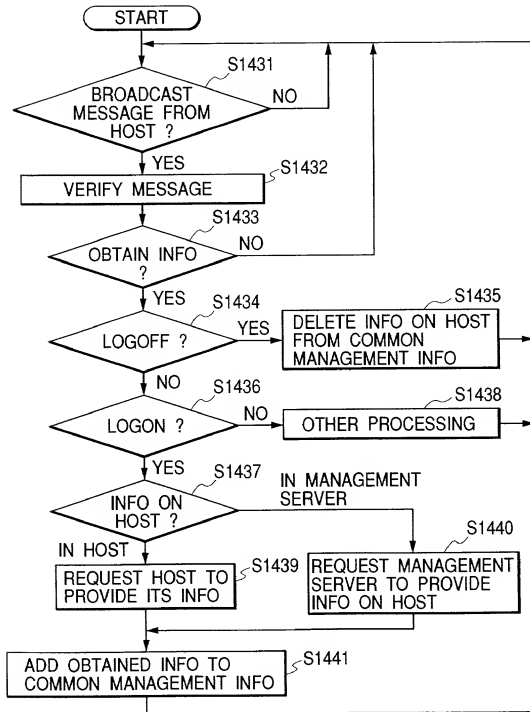 START
S1431
BROADCAST
MESSAGE FROM
HOST ?
NO
YES
S1432
VERIFY MESSAGE
S1433
OBTAIN INFO
?
NO
YES
S1434
LOGOFF ?
YES
S1435
DELETE INFO ON HOST
FROM COMMON
MANAGEMENT INFO
NO
S1436
LOGON ?
NO
S1438
OTHER PROCESSING
YES
S1437
INFO ON
HOST ?
IN MANAGEMENT
SERVER
IN HOST
S1439
REQUEST HOST TO
PROVIDE ITS INFO
S1440
REQUEST MANAGEMENT
SERVER TO PROVIDE
INFO ON HOST
S1441
ADD OBTAINED INFO TO
COMMON MANAGEMENT INFO